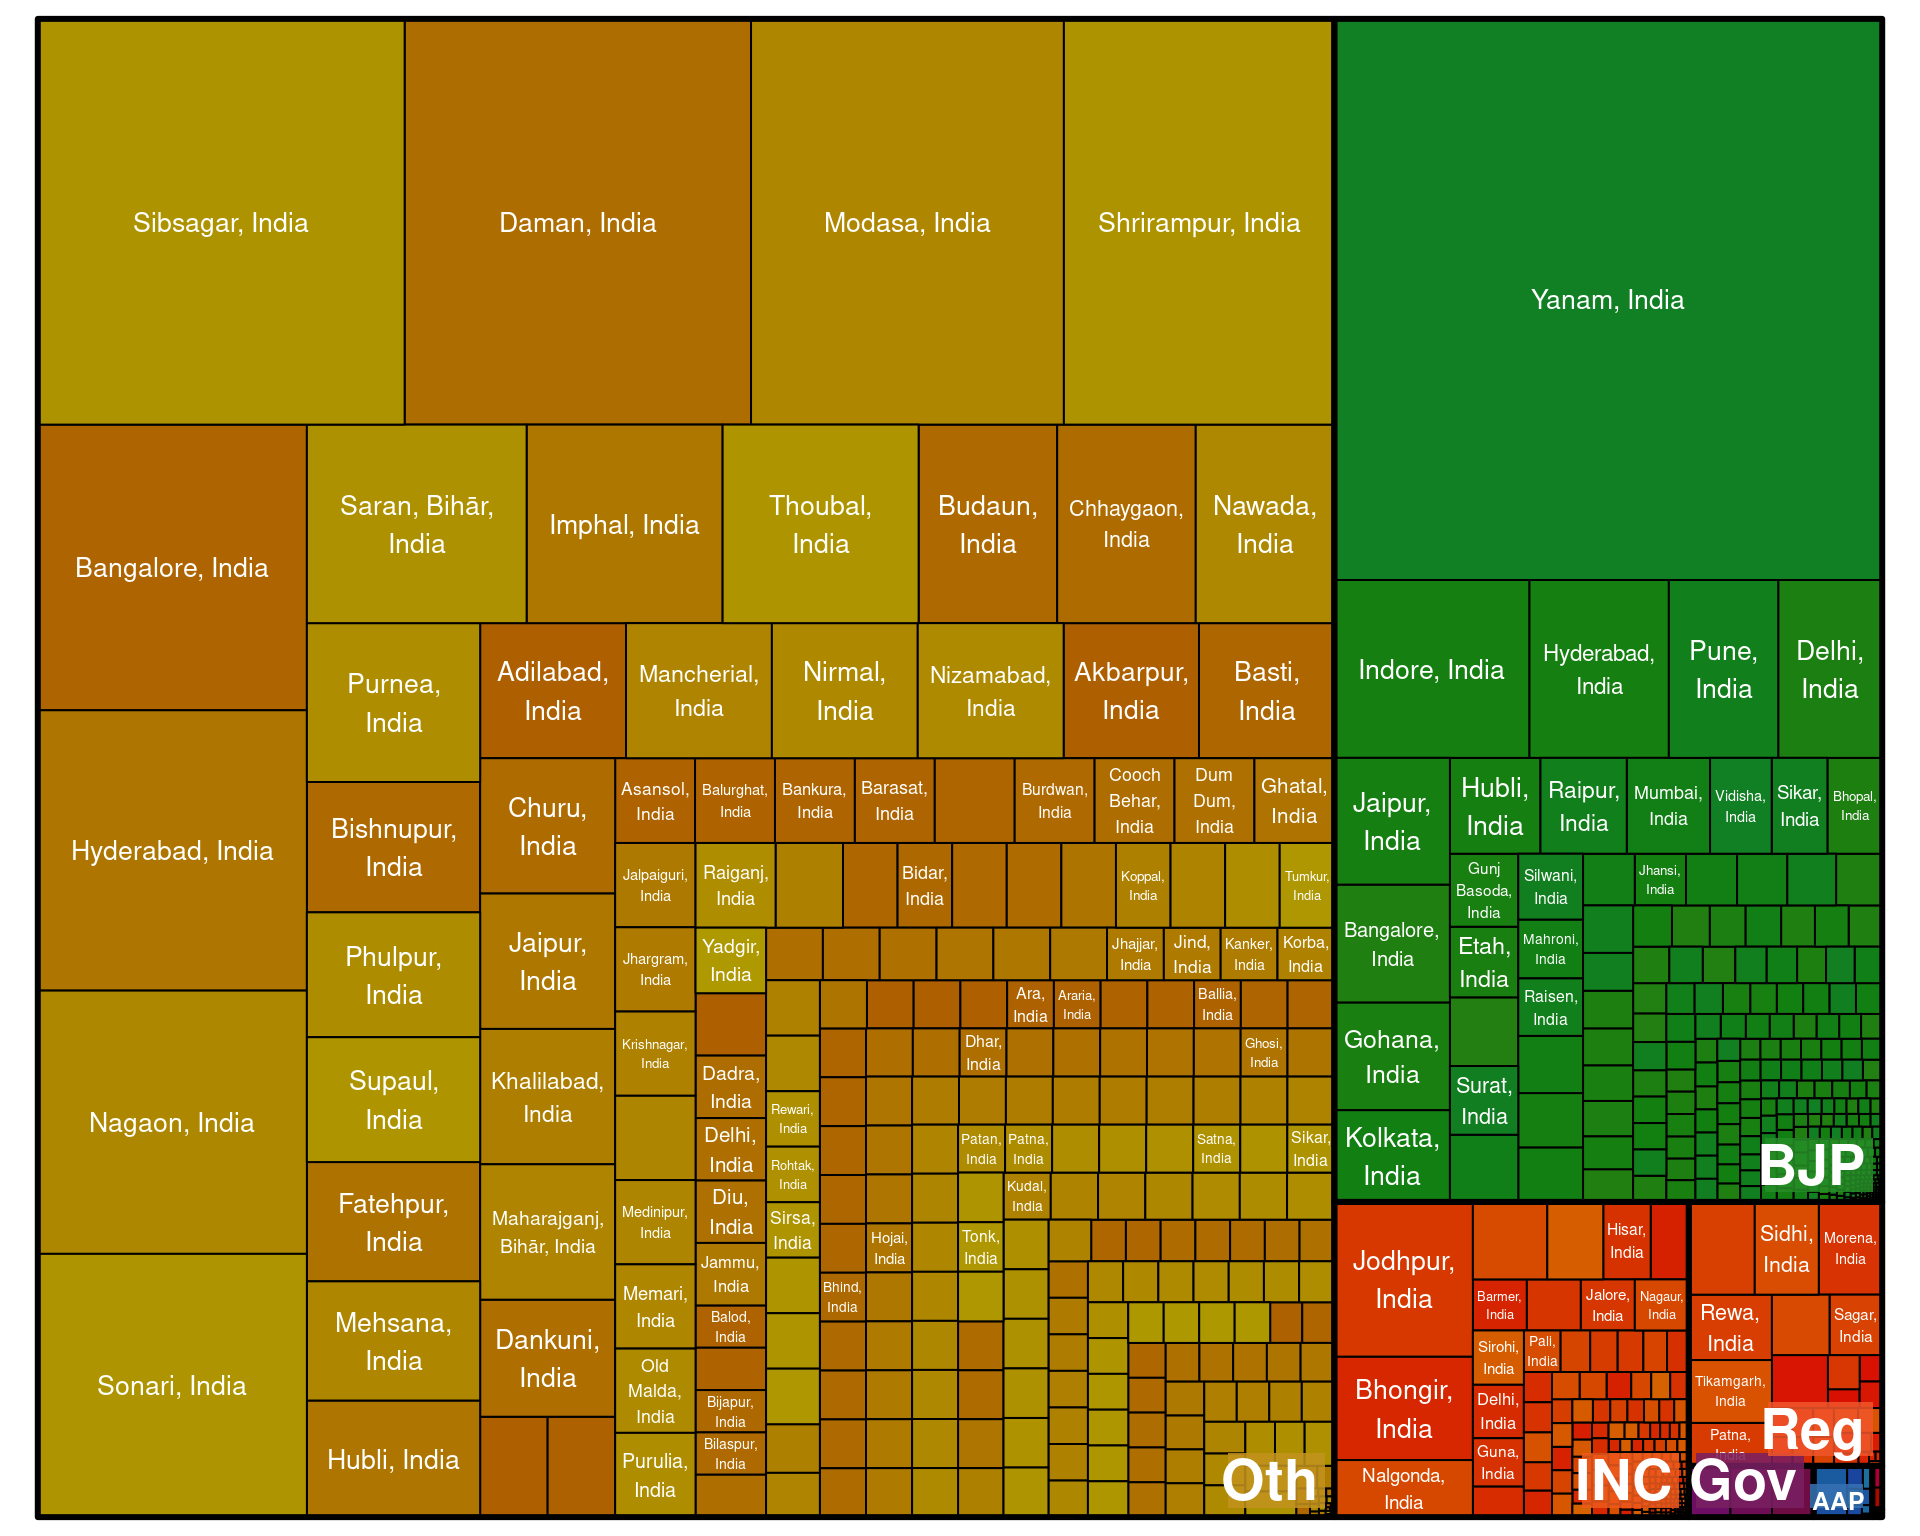 Sibsagar, India
Daman, India
Modasa, India
Shrirampur, India
Yanam, India
Bangalore, India
Saran, Bihār,
India
Imphal, India
Thoubal,
India
Budaun,
India
Chhaygaon,
India
Nawada,
India
Indore, India
Hyderabad,
India
Pune,
India
Delhi,
India
Purnea,
India
Adilabad,
India
Mancherial,
India
Nirmal,
India
Nizamabad,
India
Akbarpur,
India
Basti,
India
Hyderabad, India
Bishnupur,
India
Churu,
India
Asansol,
India
Balurghat,
India
Bankura,
India
Barasat,
India
Burdwan,
India
Cooch
Behar,
India
Dum
Dum,
India
Ghatal,
India
Jaipur,
India
Hubli,
India
Raipur,
India
Mumbai,
India
Vidisha,
India
Sikar,
India
Bhopal,
India
Jalpaiguri,
India
Raiganj,
India
Bidar,
India
Koppal,
India
Tumkur,
India
Bangalore,
India
Gunj
Basoda,
India
Silwani,
India
Jhansi,
India
Phulpur,
India
Jaipur,
India
Jhargram,
India
Yadgir,
India
Jhajjar,
India
Jind,
India
Kanker,
India
Korba,
India
Etah,
India
Mahroni,
India
Raisen,
India
Ara,
India
Araria,
India
Ballia,
India
Nagaon, India
Supaul,
India
Khalilabad,
India
Krishnagar,
India
Dadra,
India
Dhar,
India
Ghosi,
India
Gohana,
India
Surat,
India
Rewari,
India
Delhi,
India
Patan,
India
Patna,
India
Satna,
India
Sikar,
India
Kolkata,
India
BJP
Rohtak,
India
Fatehpur,
India
Maharajganj,
Bihār, India
Medinipur,
India
Diu,
India
Sirsa,
India
Kudal,
India
Hojai,
India
Tonk,
India
Jammu,
India
Bhind,
India
Jodhpur,
India
Hisar,
India
Sidhi,
India
Morena,
India
Barmer,
India
Jalore,
India
Nagaur,
India
Rewa,
India
Sagar,
India
Mehsana,
India
Dankuni,
India
Memari,
India
Balod,
India
Sirohi,
India
Pali,
India
Sonari, India
Old
Malda,
India
Bijapur,
India
Bhongir,
India
Delhi,
India
Tikamgarh,
India
Patna,
India
Reg
Hubli, India
Purulia,
India
Bilaspur,
India
Guna,
India
Nalgonda,
India
Oth
INC
Gov
AAP